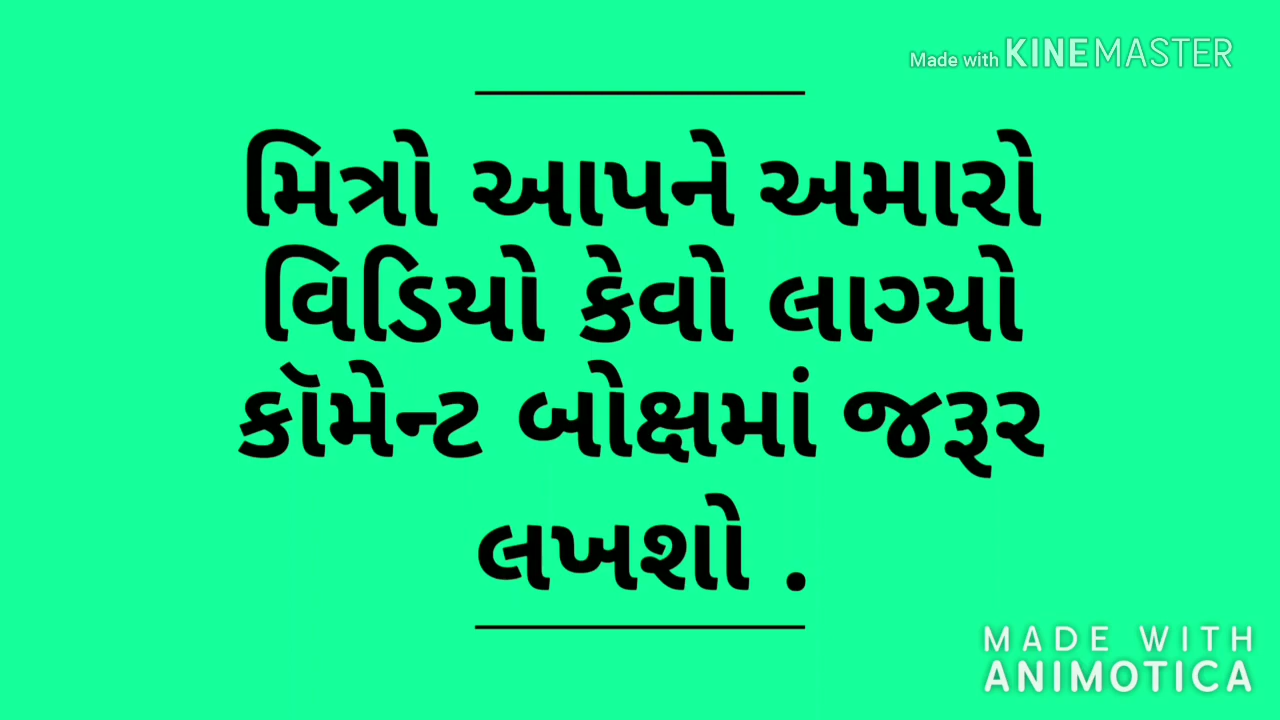 Made with KINEMASTER
મિત્રો આપને અમારો
વિડિયો કેવો લાગ્યો
કૉમેન્ટ બોક્ષમાં જરૂર
લખશો .
MADE WITH
ANIMOTICA